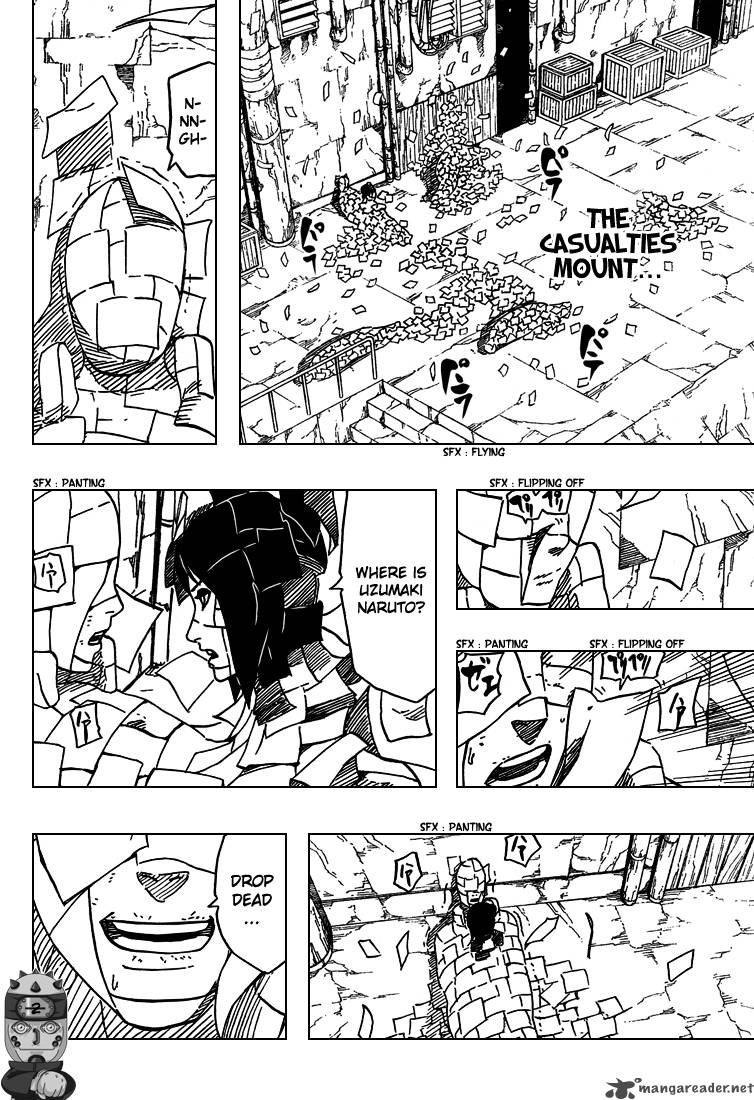 THE
CASUALTIES
MOUNT...
SFX : FLYING
N-
NN-
GH-
SFX : FLIPPING OFF
SFX : PANTING
SFX : FLIPPING OFF
SFX : PANTING
WHERE IS
UZUMAKI
NARUTO?
SFX : PANTING
DROP
DEAD
...
2
mangareader.net